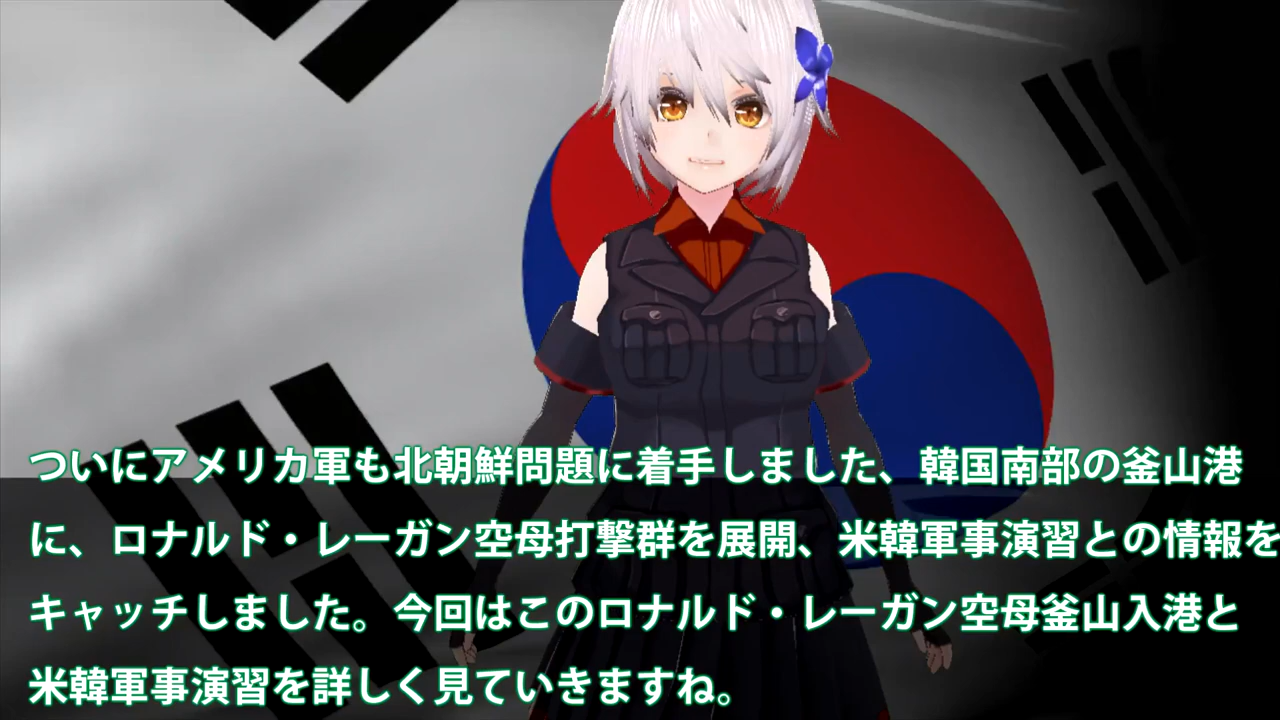 ついにアメリカ軍も北朝鮮問題に着手しました、韓国南部の釜山港
に、ロナルド・レーガン空母打撃群を展開、米韓軍事演習との情報を
キャッチしました。今回はこのロナルド・レーガン空母釜山入港と
米韓軍事演習を詳しく見ていきますね。